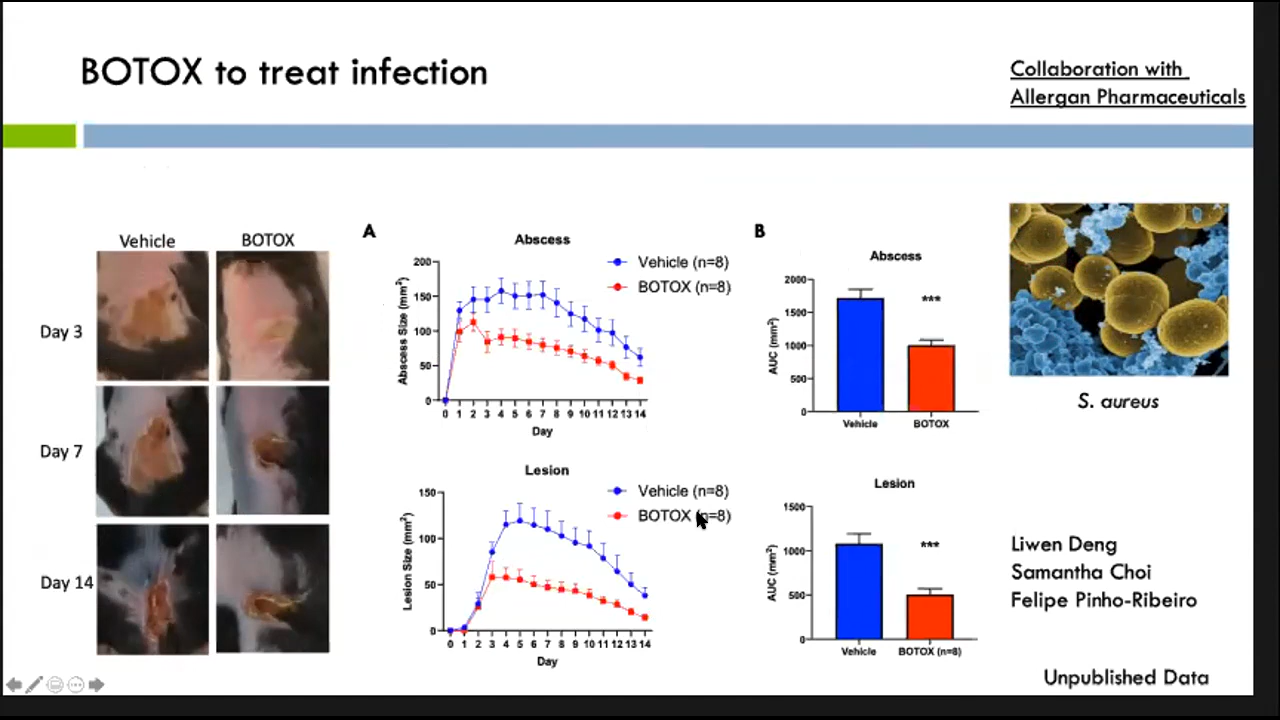 BOTOX to treat infection
Collaboration with
Allergan Pharmaceuticals
Vehicle
BOTOX
Day 3
Day 7
Day 14
A
Abscess
Vehicle (n=8)
BOTOX (n=8)
Abscess Size (mm²)
200
150
100
50
0
0 1 2 3 4 5 6 7 8 9 10 11 12 13 14
Day
Lesion
Vehicle (n=8)
BOTOX (n=8)
Lesion Size (mm²)
150
100
50
0
0 1 2 3 4 5 6 7 8 9 10 11 12 13 14
Day
B
Abscess
AUC (mm²)
2000
1500
1000
500
0
***
Vehicle
BOTOX
Lesion
AUC (mm²)
1500
1000
500
0
***
Vehicle
BOTOX (n=8)
S. aureus
Liwen Deng
Samantha Choi
Felipe Pinho-Ribeiro
Unpublished Data